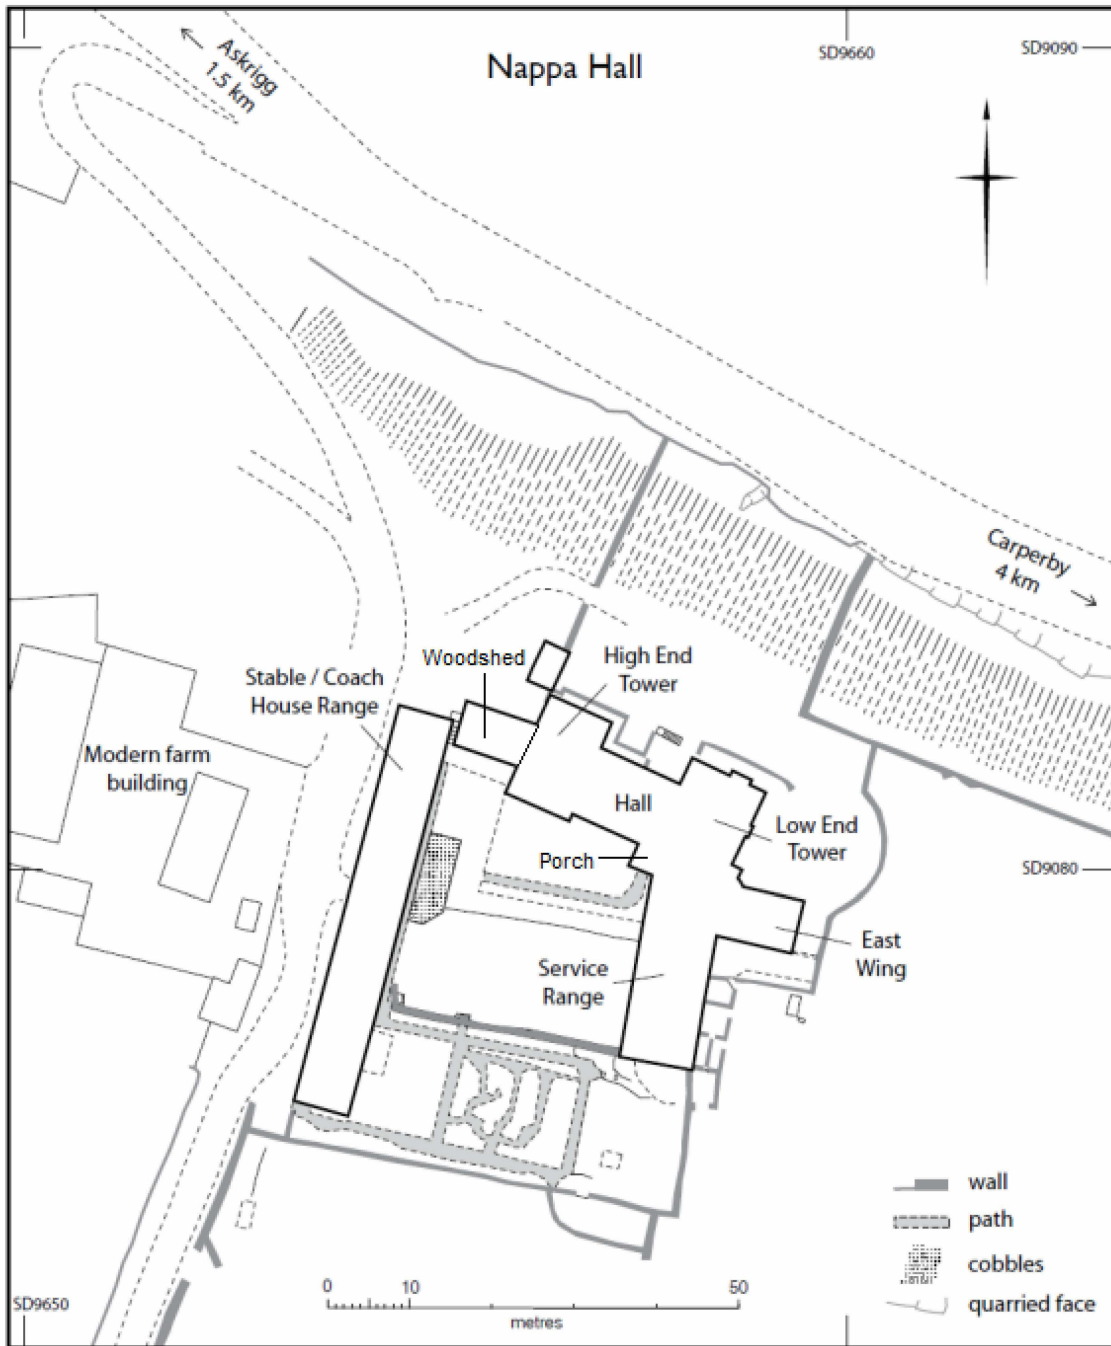 Nappa Hall
SD9660
SD9090
Askrigg
1.5 km
Carperby
4 km
Woodshed
High End
Tower
Stable / Coach
House Range
Modern farm
building
Hall
Low End
Tower
Porch
SD9080
East
Wing
Service
Range
wall
path
cobbles
quarried face
SD9650
0
10
50
metres